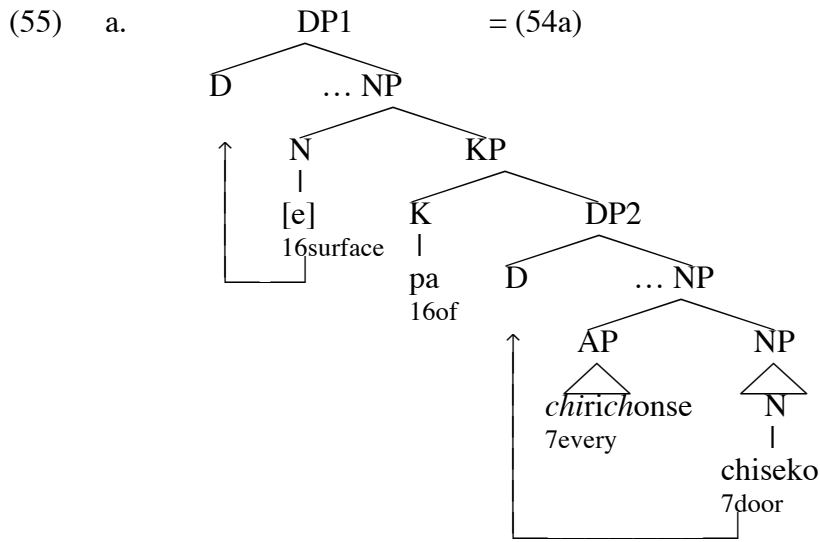 (55) a. DP1 = (54a)
D … NP
N KP
[e] K DP2
16surface
pa D … NP
16of
AP NP
chirichonse N
7every
chiseko
7door